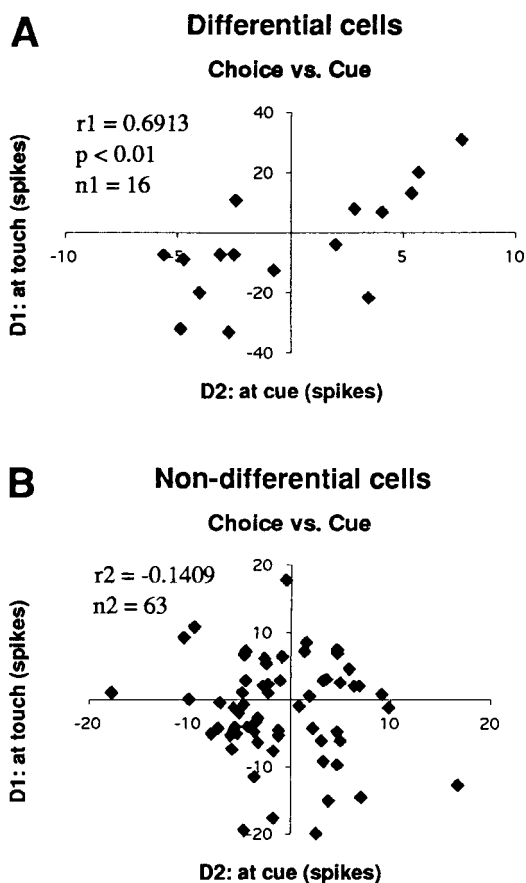 A
Differential cells
Choice vs. Cue
r1 = 0.6913
p < 0.01
n1 = 16
D1: at touch (spikes)
40
20
-10
-5
0
5
10
-20
-40
D2: at cue (spikes)
B
Non-differential cells
Choice vs. Cue
r2 = -0.1409
n2 = 63
D1: at touch (spikes)
20
10
-20
-10
0
10
20
-10
-20
D2: at cue (spikes)